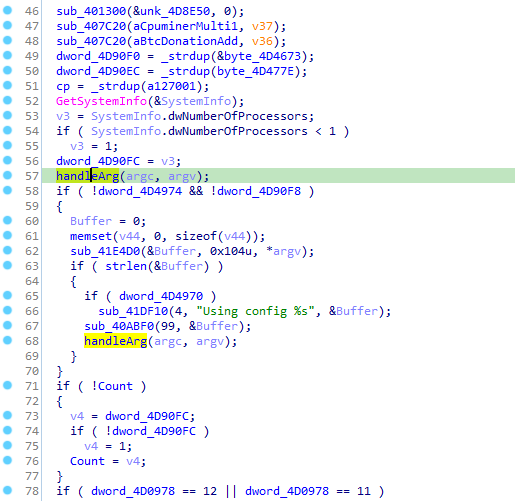 46 sub_401300(&unk_4D8E50, 0);
47 sub_407C20(aCpuminerMulti1, v37);
48 sub_407C20(aBtcDonationAdd, v36);
49 dword_4D90F0 = _strdup(&byte_4D4673);
50 dword_4D90EC = _strdup(byte_4D477E);
51 cp = _strdup(a127001);
52 GetSystemInfo(&SystemInfo);
53 v3 = SystemInfo.dwNumberOfProcessors;
54 if ( SystemInfo.dwNumberOfProcessors < 1 )
55 v3 = 1;
56 dword_4D90FC = v3;
57 handleArg(argc, argv);
58 if ( !dword_4D4974 && !dword_4D90F8 )
59 {
60 Buffer = 0;
61 memset(v44, 0, sizeof(v44));
62 sub_41E4D0(&Buffer, 0x104u, *argv);
63 if ( strlen(&Buffer) )
64 {
65 if ( dword_4D4970 )
66 sub_41DF10(4, "Using config %s", &Buffer);
67 sub_40ABF0(99, &Buffer);
68 handleArg(argc, argv);
69 }
70 }
71 if ( !Count )
72 {
73 v4 = dword_4D90FC;
74 if ( !dword_4D90FC )
75 v4 = 1;
76 Count = v4;
77 }
78 if ( dword_4D0978 == 12 || dword_4D0978 == 11 )